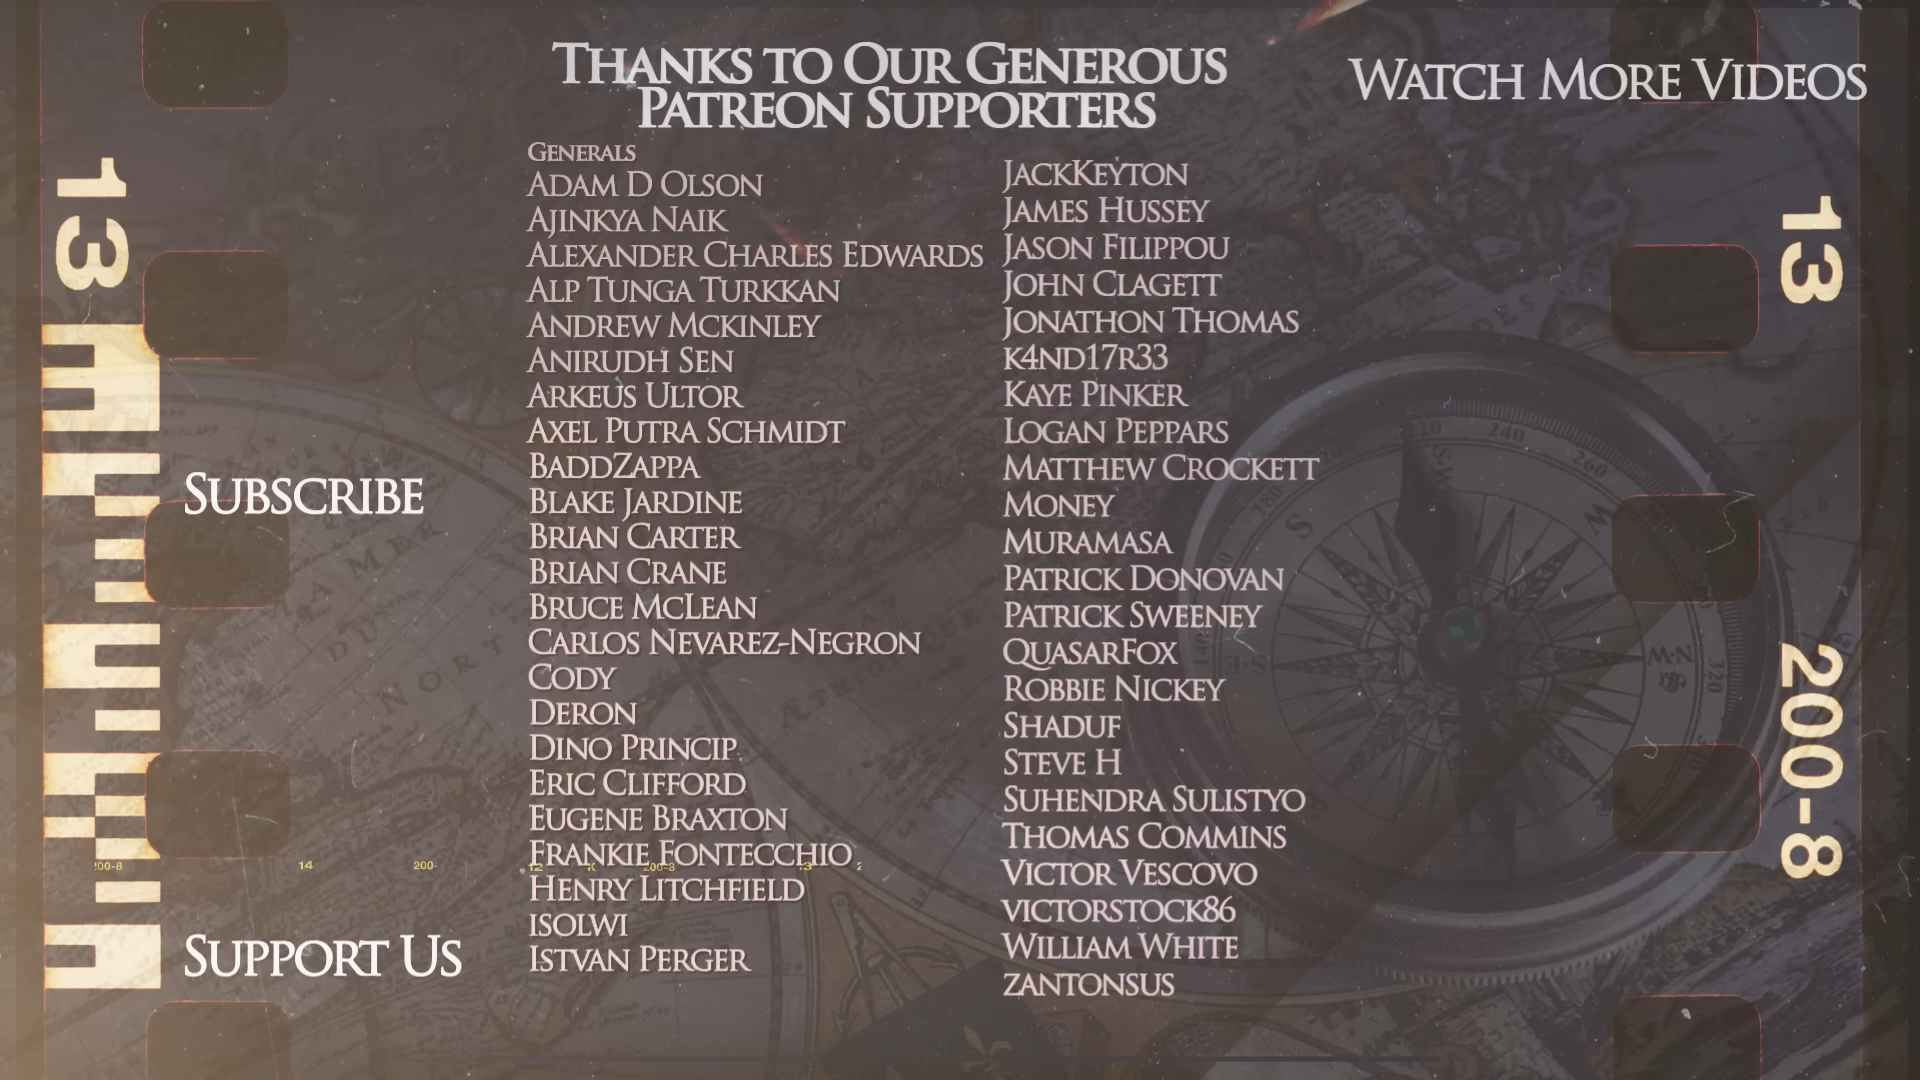 Thanks to Our Generous
Patreon Supporters
Watch More Videos
Generals
Adam D Olson
Ajinkya Naik
Alexander Charles Edwards
Alp Tunga Turkkan
Andrew Mckinley
Anirudh Sen
Arkeus Ultor
Axel Putra Schmidt
BaddZappa
Blake Jardine
Brian Carter
Brian Crane
Bruce McLean
Carlos Nevarez-Negron
Cody
Deron
Dino Princip
Eric Clifford
Eugene Braxton
Frankie Fontecchio
Henry Litchfield
isolwi
Istvan Perger
JackKeyton
James Hussey
Jason Filippou
John Clagett
Jonathon Thomas
k4nd17r33
Kaye Pinker
Logan Peppars
Matthew Crockett
Money
Muramasa
Patrick Donovan
Patrick Sweeney
QuasarFox
Robbie Nickey
Shaduf
Steve H
Suhendra Sulistyo
Thomas Commins
Victor Vescovo
victorstock86
William White
zantonsus
Subscribe
Support Us
13
13
200-8
14
200-
200-8